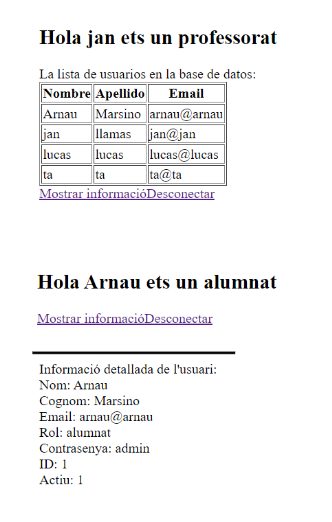 Hola jan ets un professorat
La lista de usuarios en la base de datos:
Nombre Apellido Email
Arnau Marsino arnau@arnau
jan llamas jan@jan
lucas lucas lucas@lucas
ta ta ta@ta
Mostrar informacióDesconectar
Hola Arnau ets un alumnat
Mostrar informacióDesconectar
Informació detallada de l'usuari:
Nom: Arnau
Cognom: Marsino
Email: arnau@arnau
Rol: alumnat
Contrasenya: admin
ID: 1
Actiu: 1